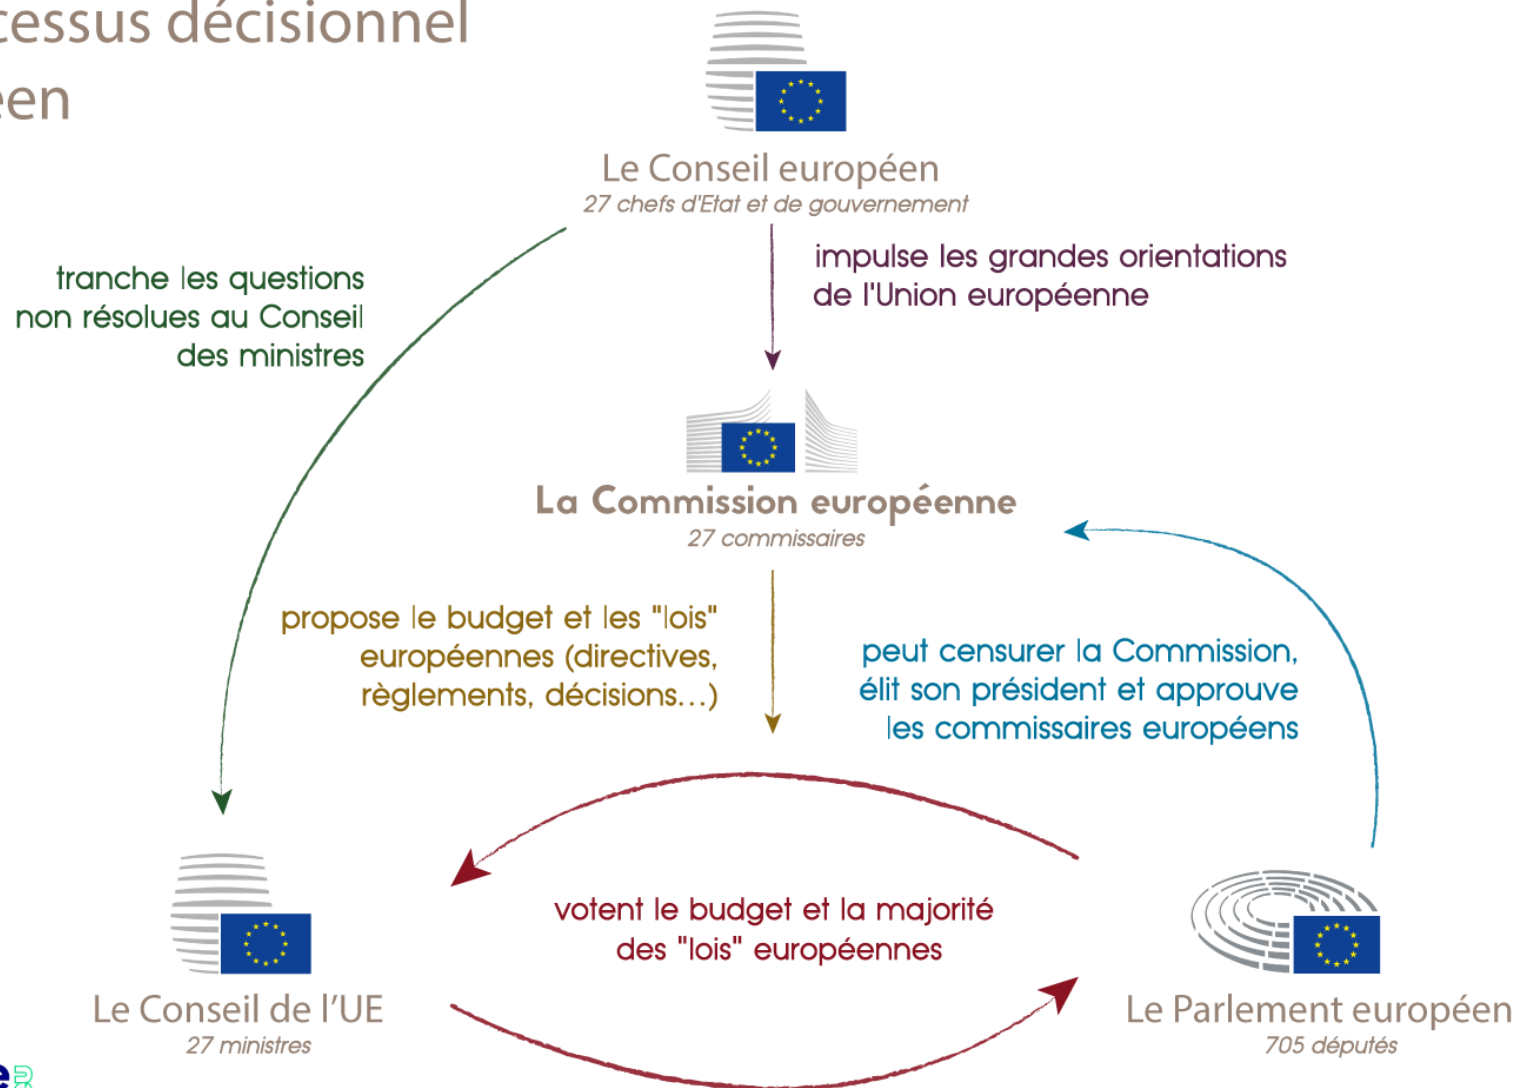 cessus décisionnel
éen
Le Conseil européen
27 chefs d'Etat et de gouvernement
tranche les questions
non résolues au Conseil
des ministres
impulse les grandes orientations
de l'Union européenne
La Commission européenne
27 commissaires
propose le budget et les "lois"
européennes (directives,
règlements, décisions...)
peut censurer la Commission,
élit son président et approuve
les commissaires européens
votent le budget et la majorité
des "lois" européennes
Le Conseil de l'UE
27 ministres
Le Parlement européen
705 députés